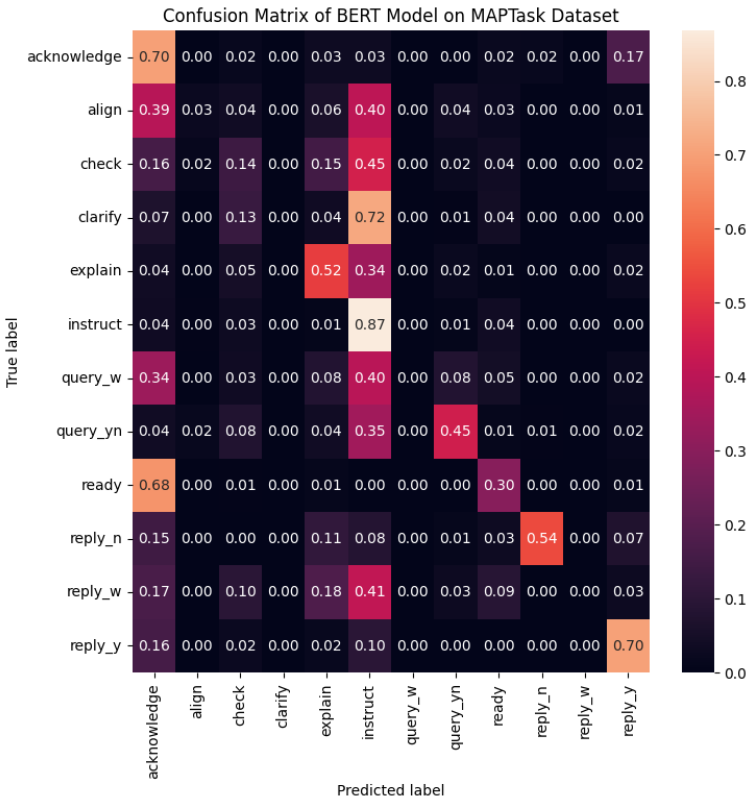 Confusion Matrix of BERT Model on MAPTask Dataset
acknowledge 0.70 0.00 0.02 0.00 0.03 0.03 0.00 0.00 0.02 0.02 0.00 0.17
align 0.39 0.03 0.04 0.00 0.06 0.40 0.00 0.04 0.03 0.00 0.00 0.01
check 0.16 0.02 0.14 0.00 0.15 0.45 0.00 0.02 0.04 0.00 0.00 0.02
clarify 0.07 0.00 0.13 0.00 0.04 0.72 0.00 0.01 0.04 0.00 0.00 0.00
explain 0.04 0.00 0.05 0.00 0.52 0.34 0.00 0.02 0.01 0.00 0.00 0.02
instruct 0.04 0.00 0.03 0.00 0.01 0.87 0.00 0.01 0.04 0.00 0.00 0.00
query_w 0.34 0.00 0.03 0.00 0.08 0.40 0.00 0.08 0.05 0.00 0.00 0.02
query_yn 0.04 0.02 0.08 0.00 0.04 0.35 0.00 0.45 0.01 0.01 0.00 0.02
ready 0.68 0.00 0.01 0.00 0.01 0.00 0.00 0.00 0.30 0.00 0.00 0.01
reply_n 0.15 0.00 0.00 0.00 0.11 0.08 0.00 0.01 0.03 0.54 0.00 0.07
reply_w 0.17 0.00 0.10 0.00 0.18 0.41 0.00 0.03 0.09 0.00 0.00 0.03
reply_y 0.16 0.00 0.02 0.00 0.02 0.10 0.00 0.00 0.00 0.00 0.00 0.70
True label
acknowledge
align
check
clarify
explain
instruct
query_w
query_yn
ready
reply_n
reply_w
reply_y
Predicted label
0.8
0.7
0.6
0.5
0.4
0.3
0.2
0.1
0.0